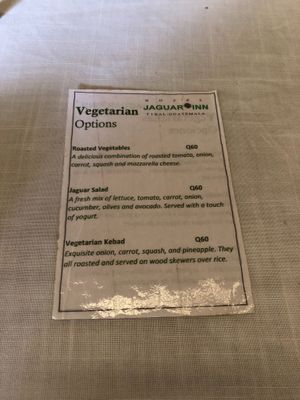 HOTEL
JAGUAR INN
TIKAL·GUATEMALA
Vegetarian
Options
Roasted Vegetables Q60
A delicious combination of roasted tomato, onion,
carrot, squash and mozzarella cheese.
Jaguar Salad Q60
A fresh mix of lettuce, tomato, carrot, onion,
cucumber, olives and avocado. Served with a touch
of yogurt.
Vegetarian Kebad Q60
Exquisite onion, carrot, squash, and pineapple. They
all roasted and served on wood skewers over rice.